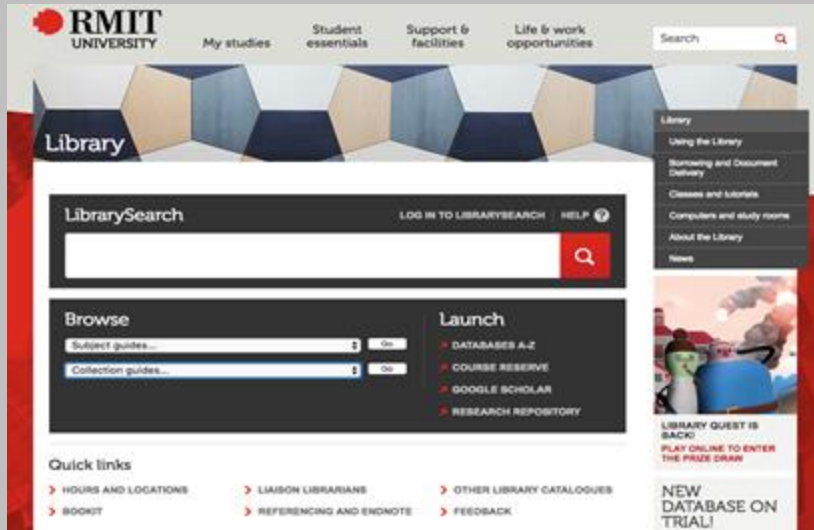 RMIT
UNIVERSITY
My studies
Student
essentials
Support &
facilities
Life & work
opportunities
Search
Library
Library
Using the Library
Borrowing and Document
Delivery
Classes and tutorials
Computers and study rooms
About the Library
News
LibrarySearch
LOG IN TO LIBRARYSEARCH
HELP ?
Browse
Subject guides...
Go
Collection guides...
Go
Launch
DATABASES A-Z
COURSE RESERVE
GOOGLE SCHOLAR
RESEARCH REPOSITORY
LIBRARY QUEST IS
BACK!
PLAY ONLINE TO ENTER
THE PRIZE DRAW
Quick links
HOURS AND LOCATIONS
LIAISON LIBRARIANS
OTHER LIBRARY CATALOGUES
BOOKIT
REFERENCING AND ENDNOTE
FEEDBACK
NEW
DATABASE ON
TRIAL!